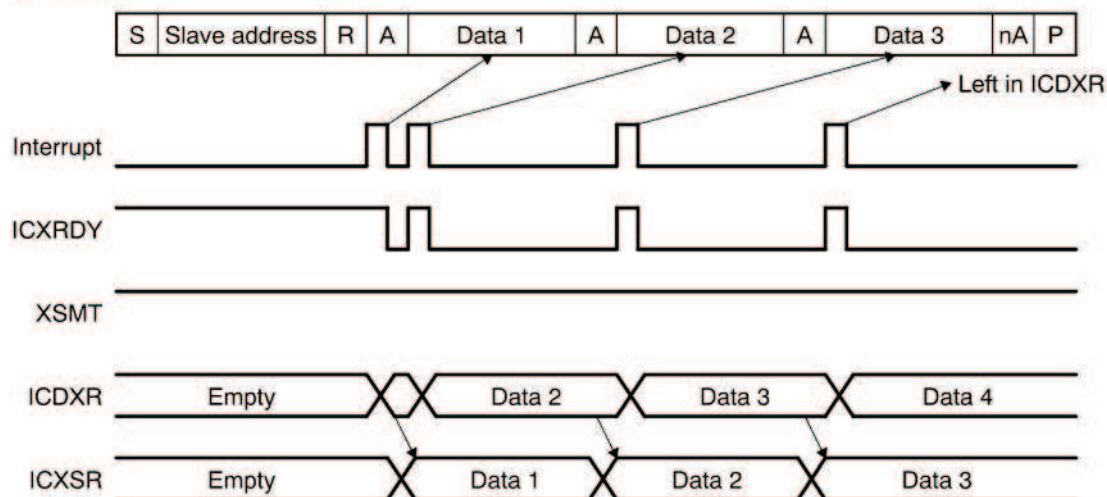 S Slave address R A Data 1 A Data 2 A Data 3 nA P
Left in ICDXR
Interrupt
ICXRDY
XSMT
ICDXR Empty Data 2 Data 3 Data 4
ICXSR Empty Data 1 Data 2 Data 3